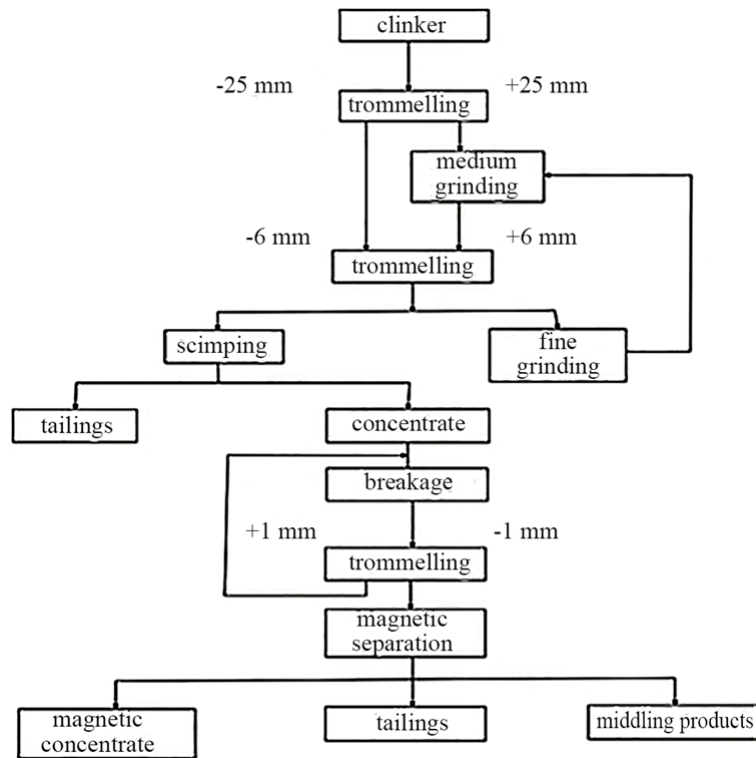 clinker
-25 mm
+25 mm
trommelling
medium
grinding
-6 mm
+6 mm
trommelling
scimping
fine
grinding
tailings
concentrate
breakage
+1 mm
-1 mm
trommelling
magnetic
separation
magnetic
concentrate
tailings
middling products